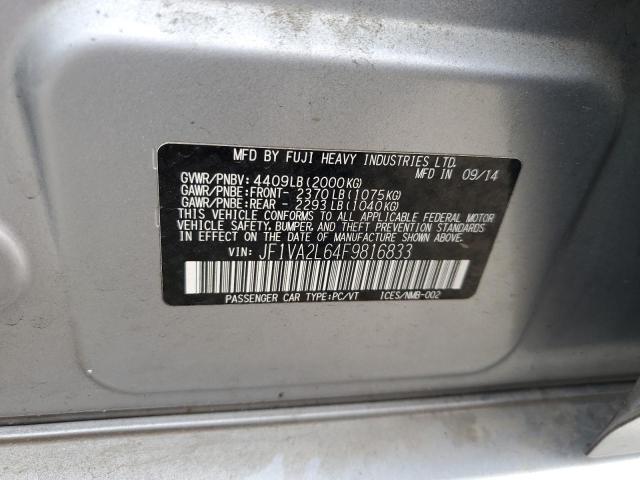 MFD BY FUJI HEAVY INDUSTRIES LTD.
GVWR/PNBV: 4409LB(2000KG) MFD IN 09/14
GAWR/PNBE:FRONT- 2370LB(1075KG)
GAWR/PNBE:REAR - 2293LB(1040KG)
THIS VEHICLE CONFORMS TO ALL APPLICABLE FEDERAL MOTOR
VEHICLE SAFETY, BUMPER, AND THEFT PREVENTION STANDARDS
IN EFFECT ON THE DATE OF MANUFACTURE SHOWN ABOVE.
VIN: JF1VA2L64F9816833
PASSENGER CAR TYPE:PC/VT ICES/NMB-002